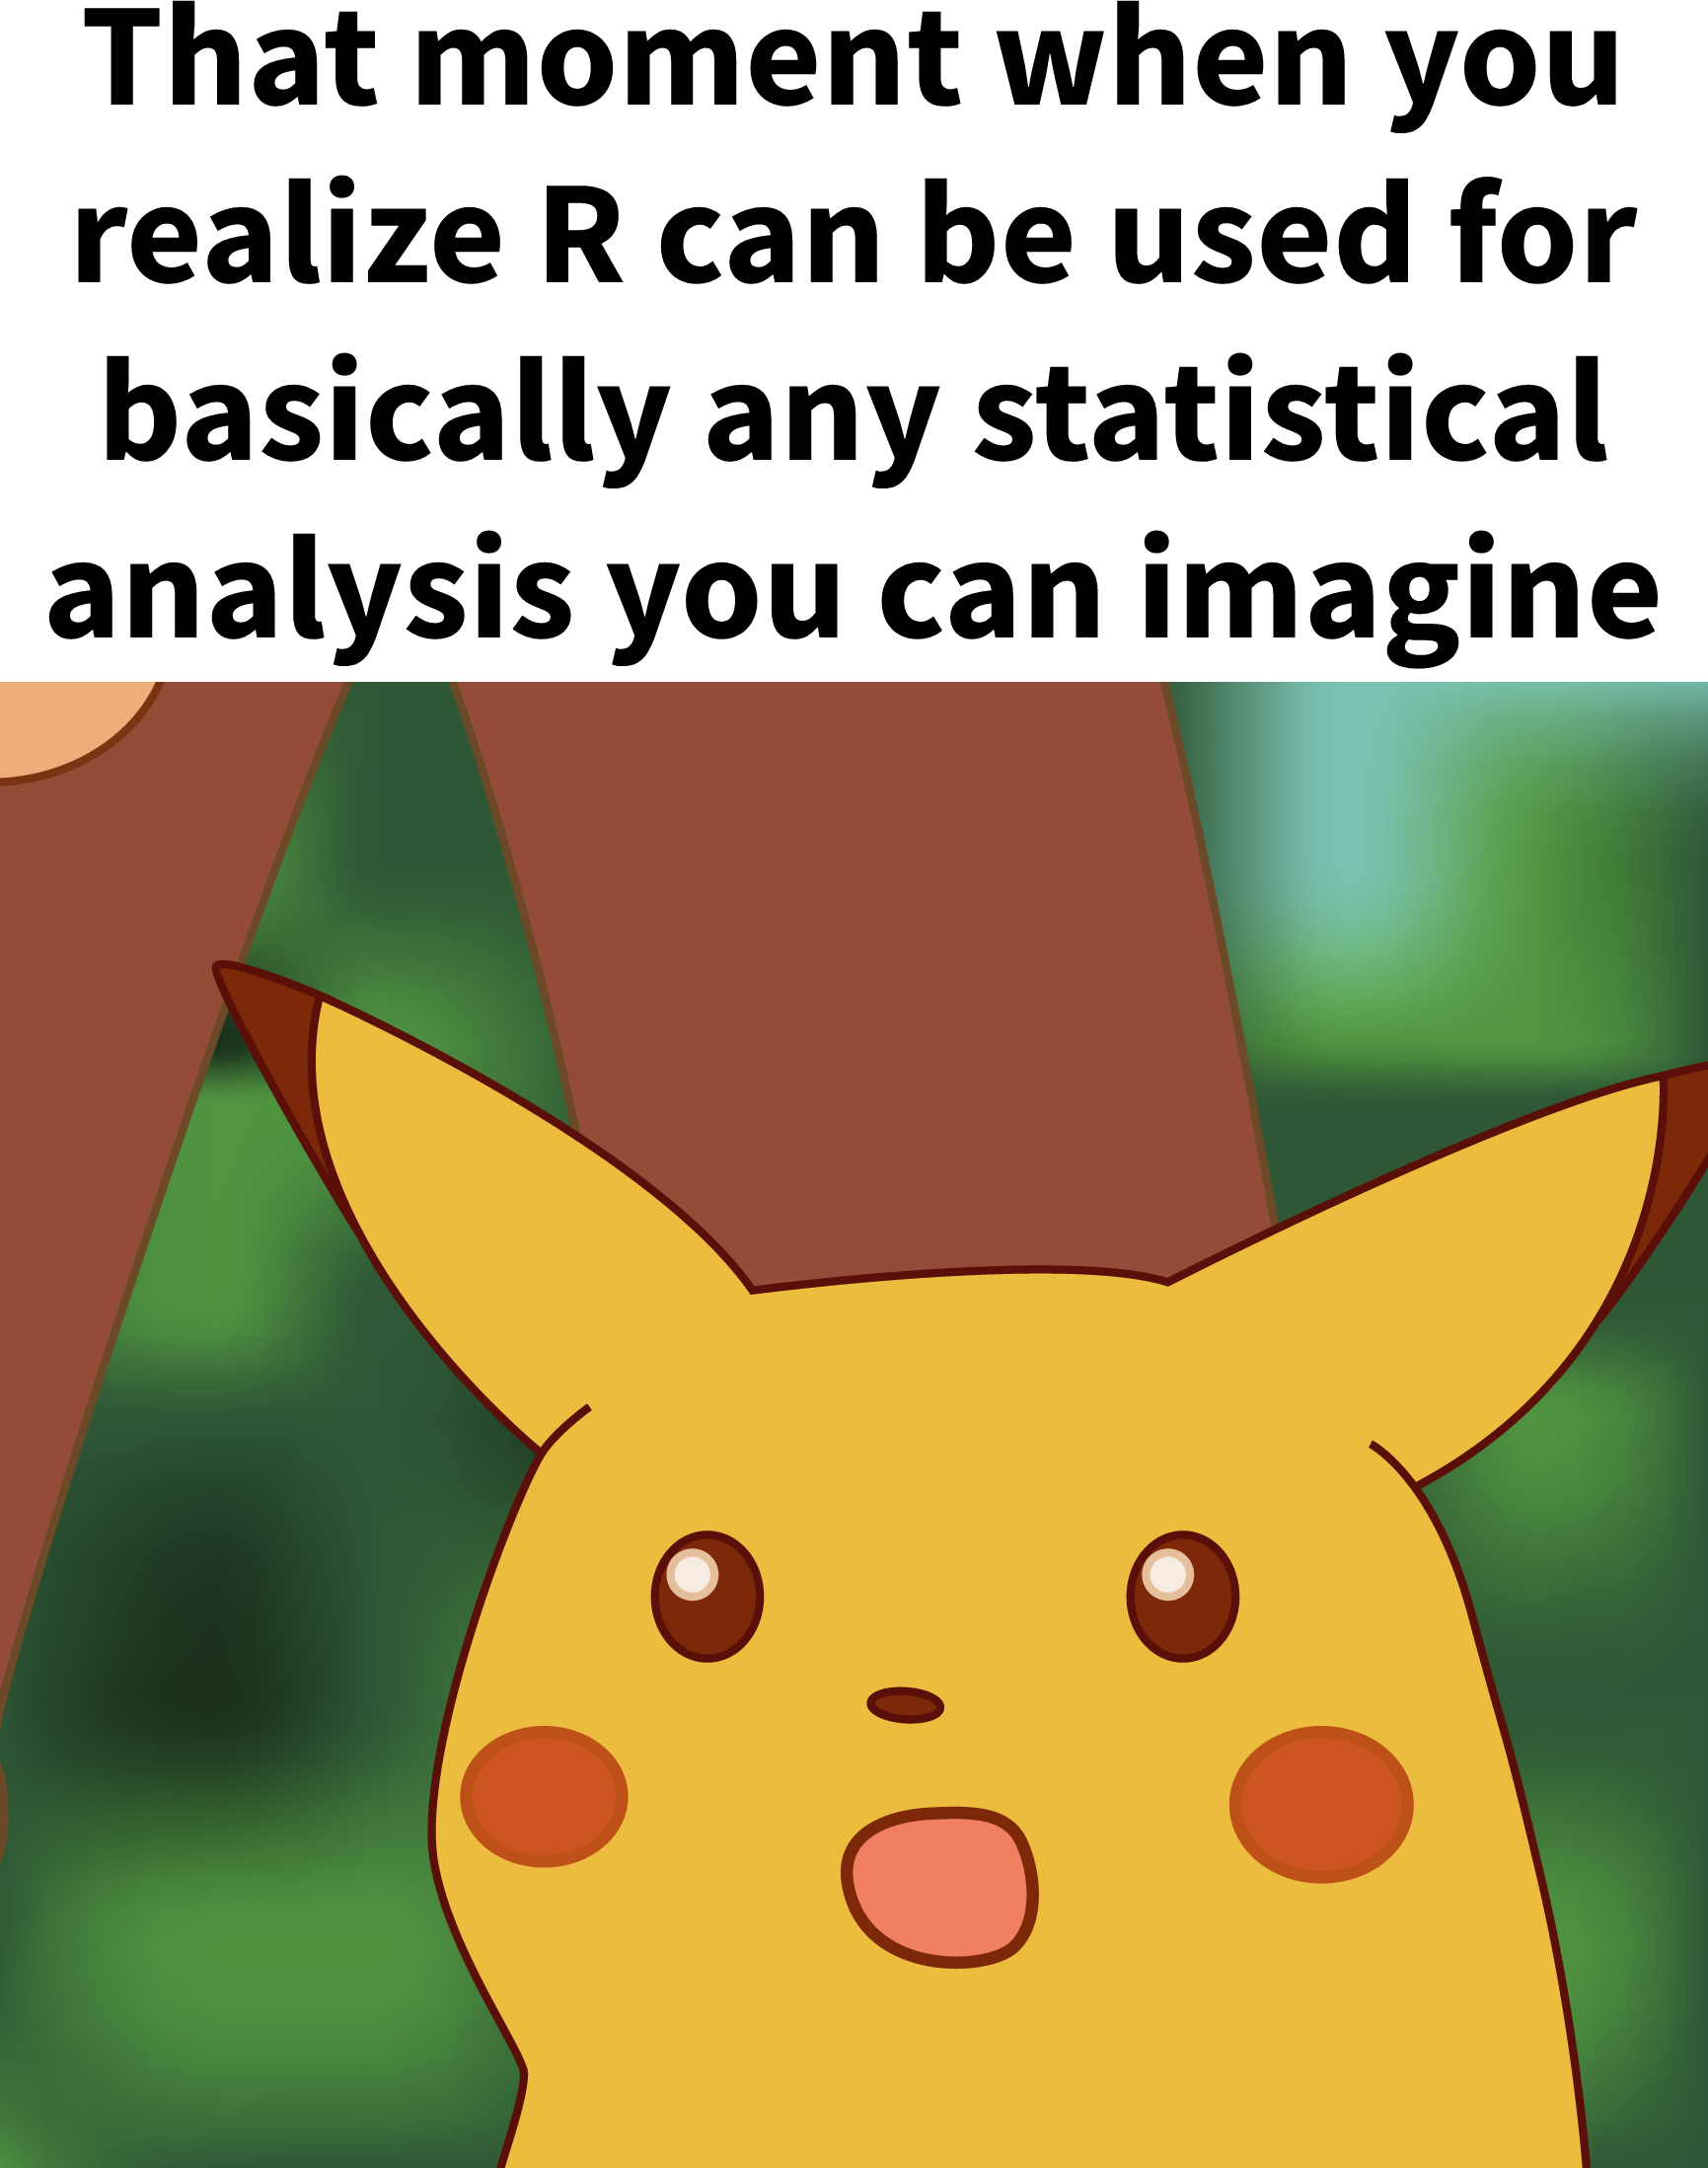 That moment when you
realize R can be used for
basically any statistical
analysis you can imagine